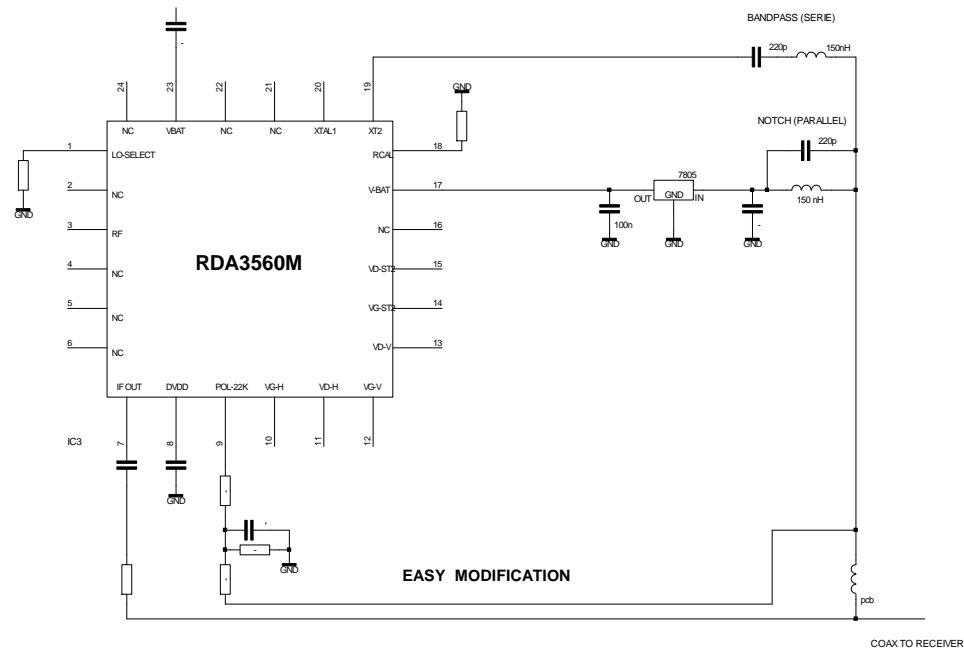 BANDPASS (SERIE)
220p
150nH
24
23
22
21
20
19
GND
NC
VBAT
NC
NC
XTAL1
XT2
NOTCH (PARALLEL)
220p
1
LO-SELECT
RCAL
18
7805
2
NC
V-BAT
17
OUT
GND
IN
150 nH
GND
3
RF
NC
16
100n
GND
GND
GND
RDA3560M
4
NC
VD-ST2
15
5
NC
VG-ST2
14
6
NC
VD-V
13
IF OUT
DVDD
POL-22K
VG-H
VD-H
VG-V
IC3
7
8
9
10
11
12
GND
GND
EASY MODIFICATION
pcb
COAX TO RECEIVER